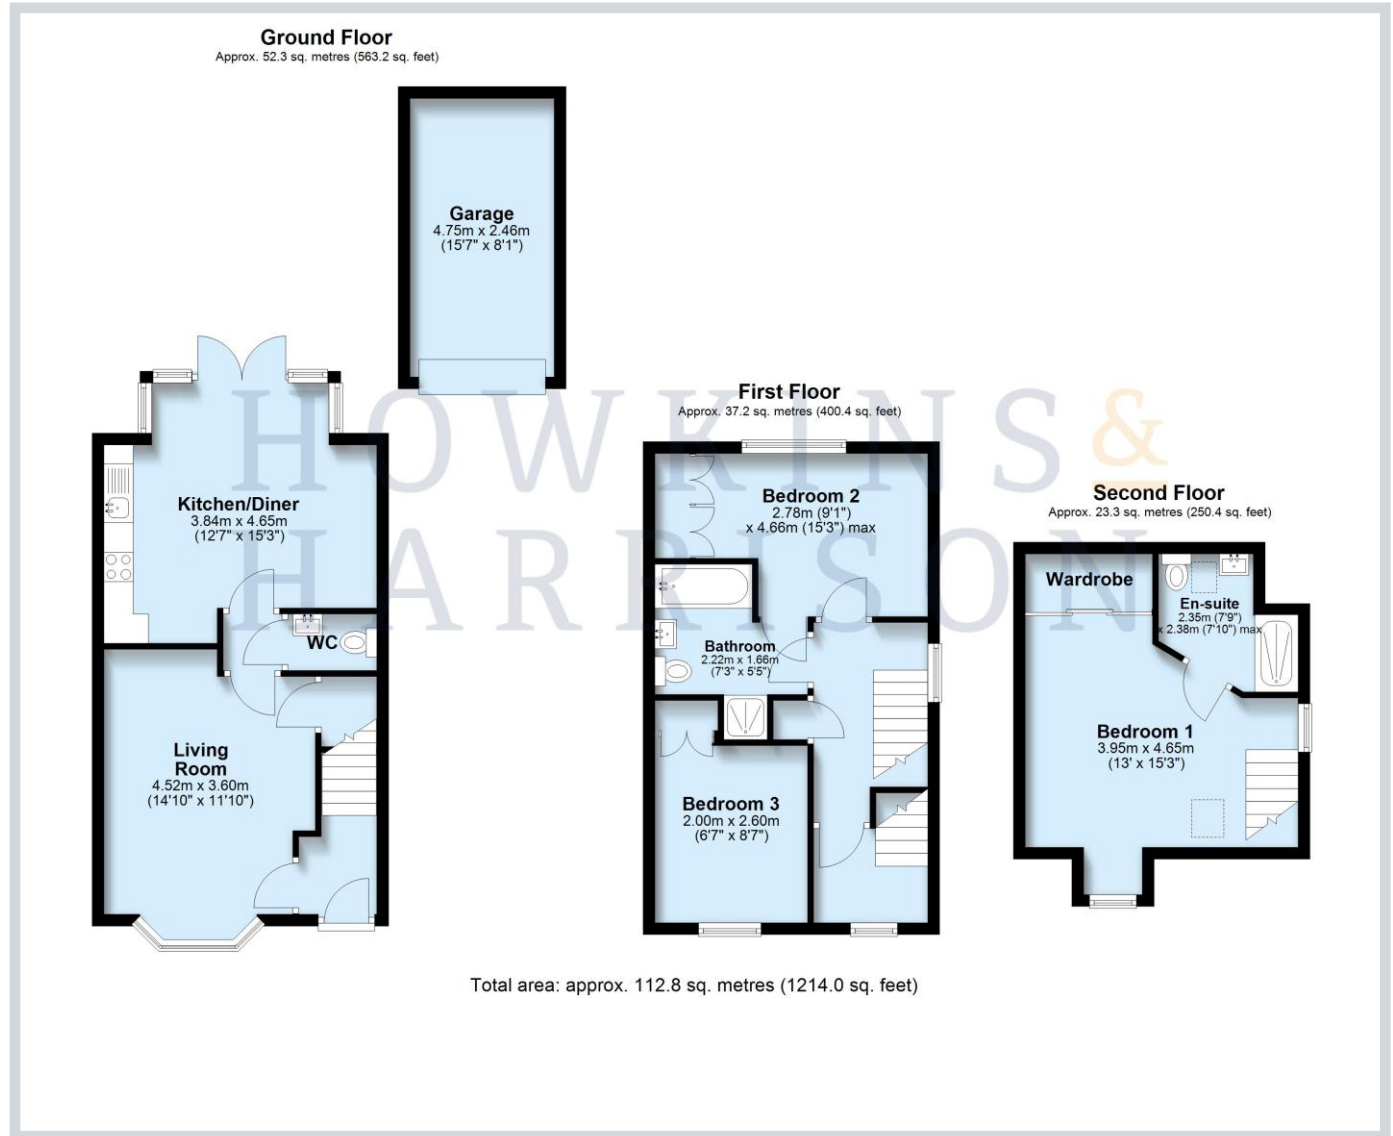 Ground Floor
Approx. 52.3 sq. metres (563.2 sq. feet)
Garage
4.75m x 2.46m
(15'7" x 8'1")
Kitchen/Diner
3.84m x 4.65m
(12'7" x 15'3")
WC
Living
Room
4.52m x 3.60m
(14'10" x 11'10")
First Floor
Approx. 37.2 sq. metres (400.4 sq. feet)
Bedroom 2
2.78m (9'1")
x 4.66m (15'3") max
Bathroom
2.22m x 1.66m
(7'3" x 5'5")
Bedroom 3
2.00m x 2.60m
(6'7" x 8'7")
Second Floor
Approx. 23.3 sq. metres (250.4 sq. feet)
Wardrobe
En-suite
2.35m (7'9")
x 2.38m (7'10") max
Bedroom 1
3.95m x 4.65m
(13' x 15'3")
HOWKINS &
HARRISON
Total area: approx. 112.8 sq. metres (1214.0 sq. feet)